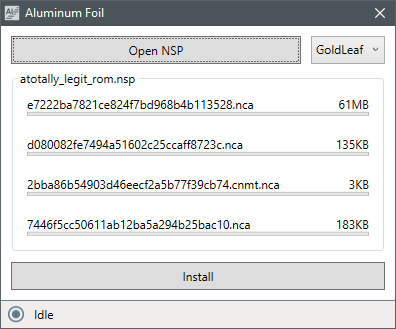 Aluminum Foil
Open NSP
GoldLeaf
atotally_legit_rom.nsp
e7222ba7821ce824f7bd968b4b113528.nca 61MB
d080082fe7494a51602c25ccaff8723c.nca 135KB
2bba86b54903d46eecf2a5b77f39cb74.cnmt.nca 3KB
7446f5cc50611ab12ba5a294b25bac10.nca 183KB
Install
Idle